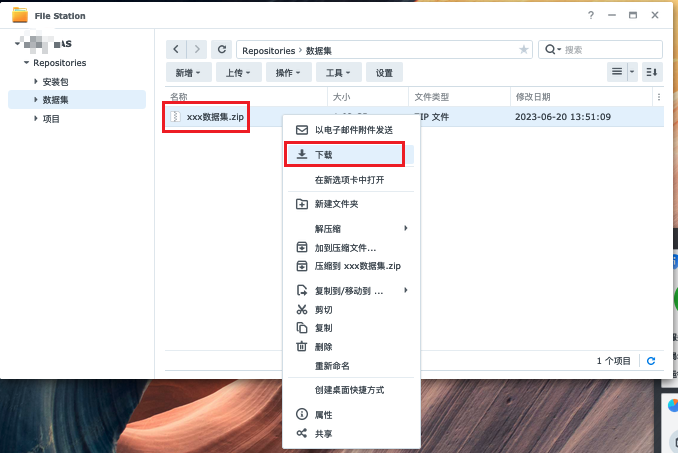 File Station
?
AS
Repositories
安装包
数据集
项目
Repositories › 数据集
搜索
新增
上传
操作
工具
设置
名称
大小
文件类型
修改日期
xxx数据集.zip
ZIP 文件
2023-06-20 13:51:09
以电子邮件附件发送
下载
在新选项卡中打开
新建文件夹
解压缩
加到压缩文件...
压缩到 xxx数据集.zip
复制到/移动到 ...
剪切
复制
删除
重新命名
创建桌面快捷方式
属性
共享
1 个项目